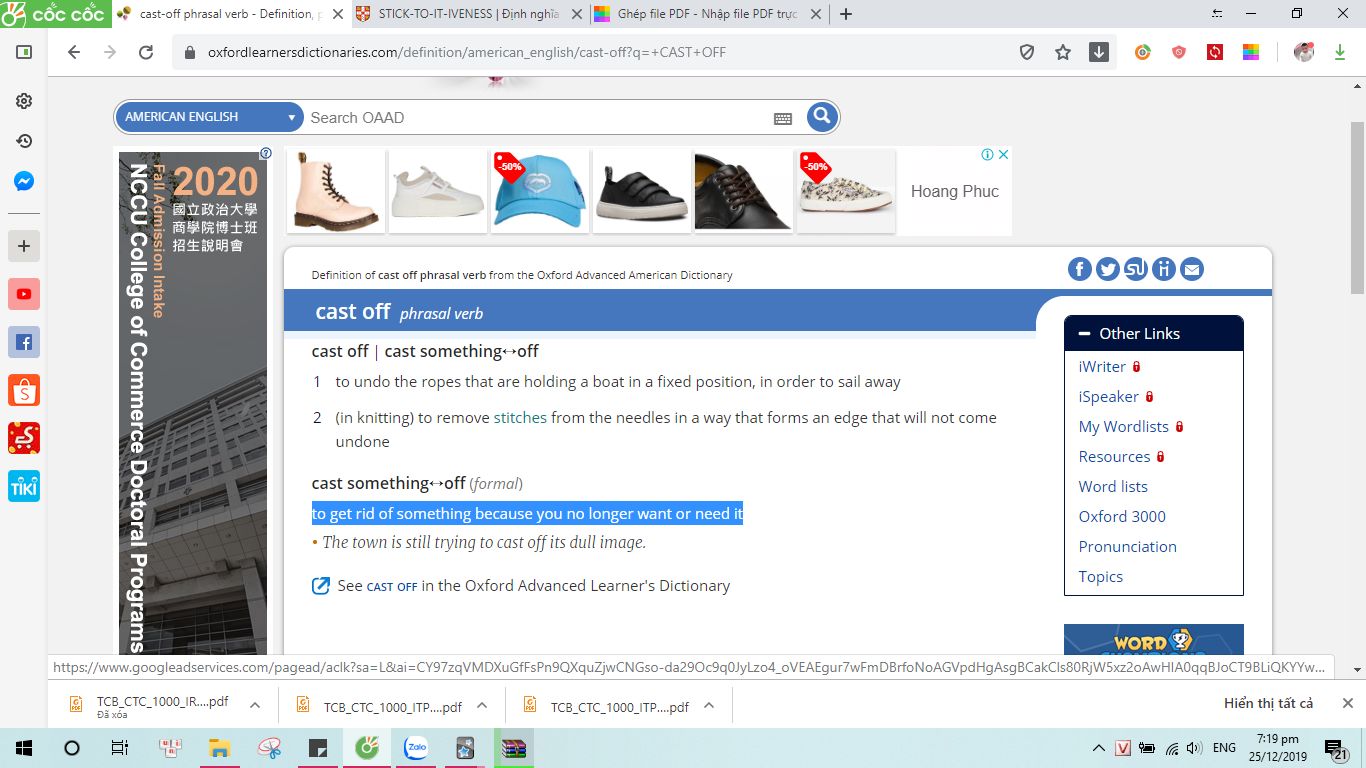 cốc cốc
cast-off phrasal verb - Definition, p
STICK-TO-IT-IVENESS | Định nghĩa
Ghép file PDF - Nhập file PDF trực
oxfordlearnersdictionaries.com/definition/american_english/cast-off?q=+CAST+OFF
AMERICAN ENGLISH
Search OAAD
2020
Fall Admission Intake
國立政治大學
商學院博士班
招生說明會
NCCU College of Commerce Doctoral Programs
-50%
-50%
Hoang Phuc
Definition of cast off phrasal verb from the Oxford Advanced American Dictionary
cast off phrasal verb
cast off | cast something↔off
1 to undo the ropes that are holding a boat in a fixed position, in order to sail away
2 (in knitting) to remove stitches from the needles in a way that forms an edge that will not come
undone
cast something↔off (formal)
to get rid of something because you no longer want or need it
• The town is still trying to cast off its dull image.
See CAST OFF in the Oxford Advanced Learner's Dictionary
Other Links
iWriter
iSpeaker
My Wordlists
Resources
Word lists
Oxford 3000
Pronunciation
Topics
WORD
TIKI
TCB_CTC_1000_IR....pdf
Đã xóa
TCB_CTC_1000_ITP....pdf
TCB_CTC_1000_ITP....pdf
Hiển thị tất cả
Zalo
V
ENG
7:19 pm
25/12/2019
21